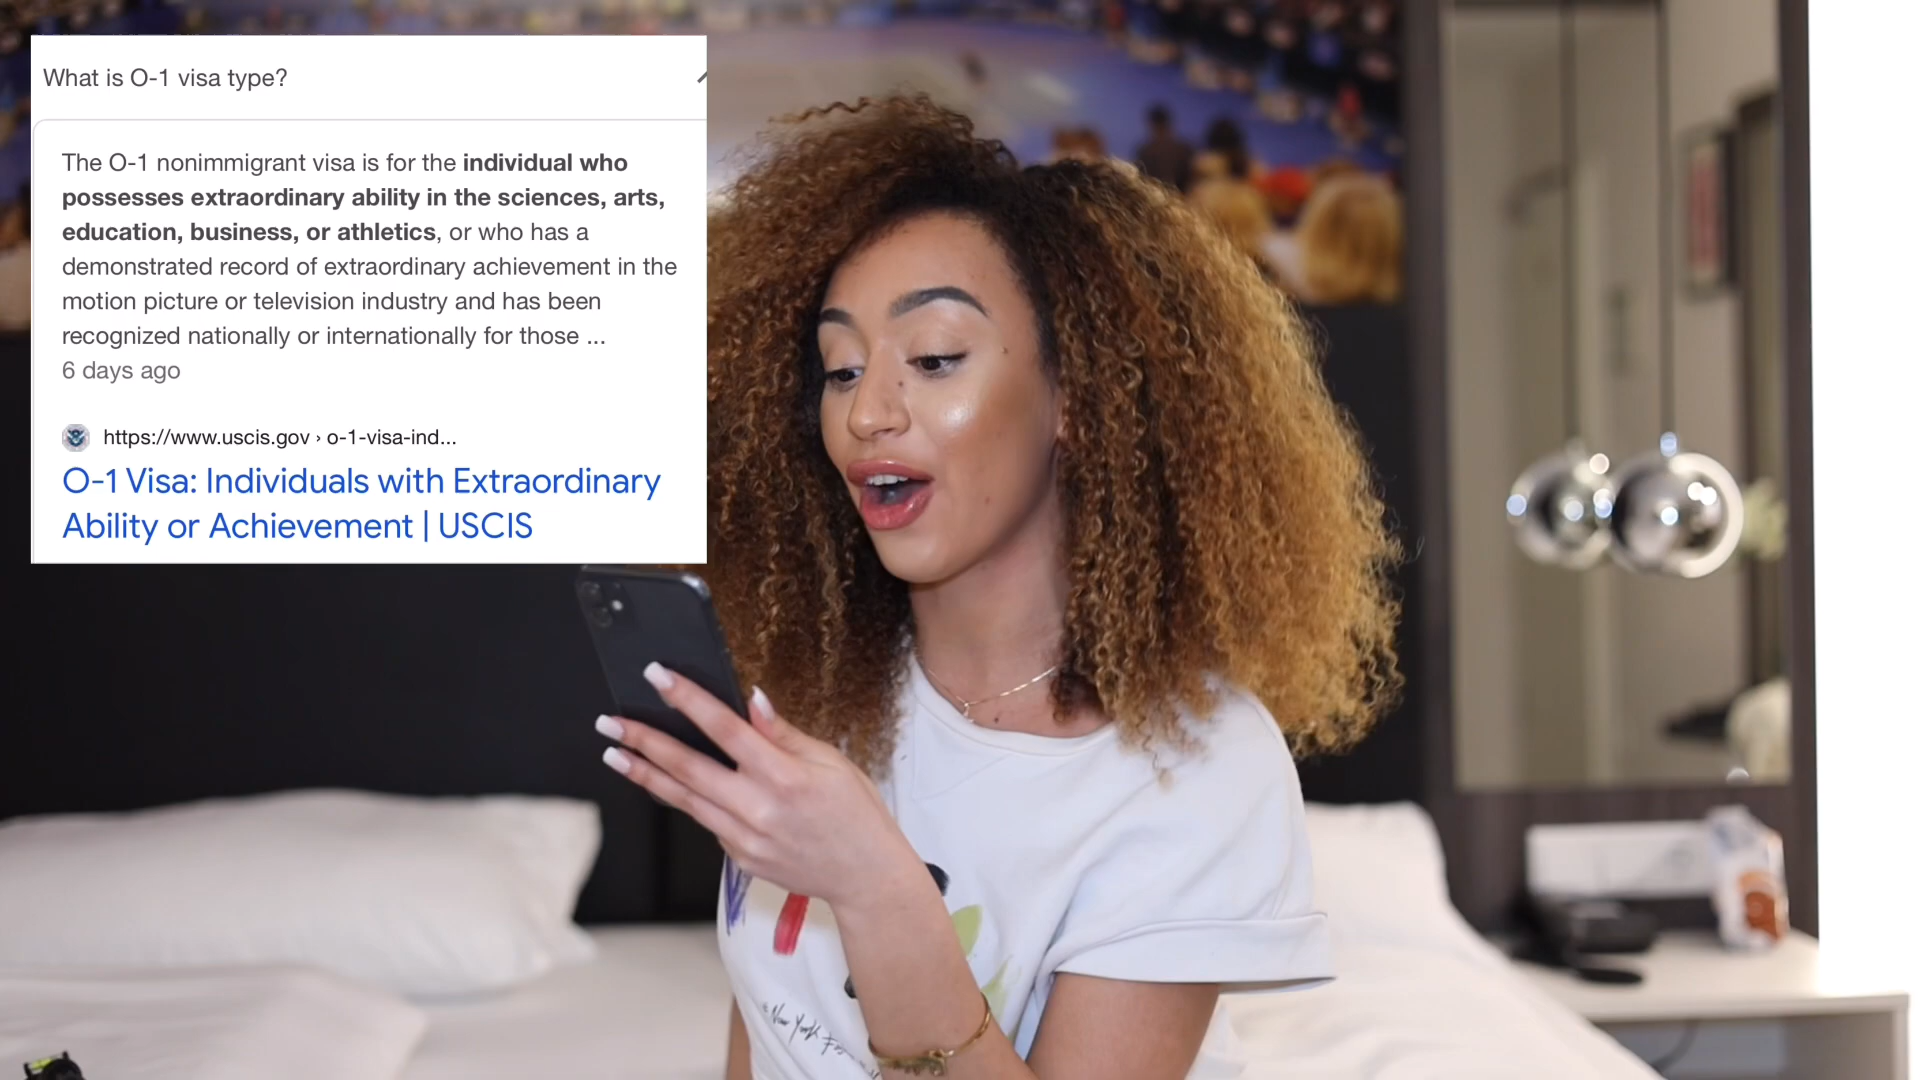 What is O-1 visa type?
The O-1 nonimmigrant visa is for the individual who
possesses extraordinary ability in the sciences, arts,
education, business, or athletics, or who has a
demonstrated record of extraordinary achievement in the
motion picture or television industry and has been
recognized nationally or internationally for those ...
6 days ago
https://www.uscis.gov › o-1-visa-ind...
O-1 Visa: Individuals with Extraordinary
Ability or Achievement | USCIS
New York